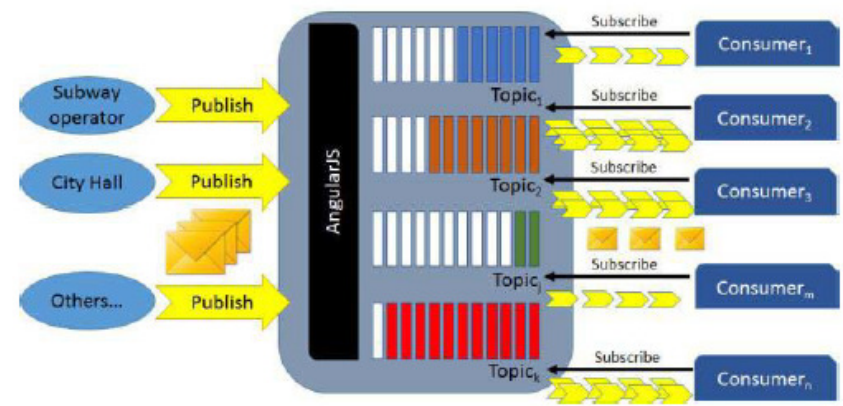 Subway
operator
Publish
City Hall
Publish
Others...
Publish
AngularJS
Topic1
Topic2
Topicj
Topick
Subscribe
Consumer1
Subscribe
Consumer2
Subscribe
Consumer3
Subscribe
Consumerm
Subscribe
Consumern